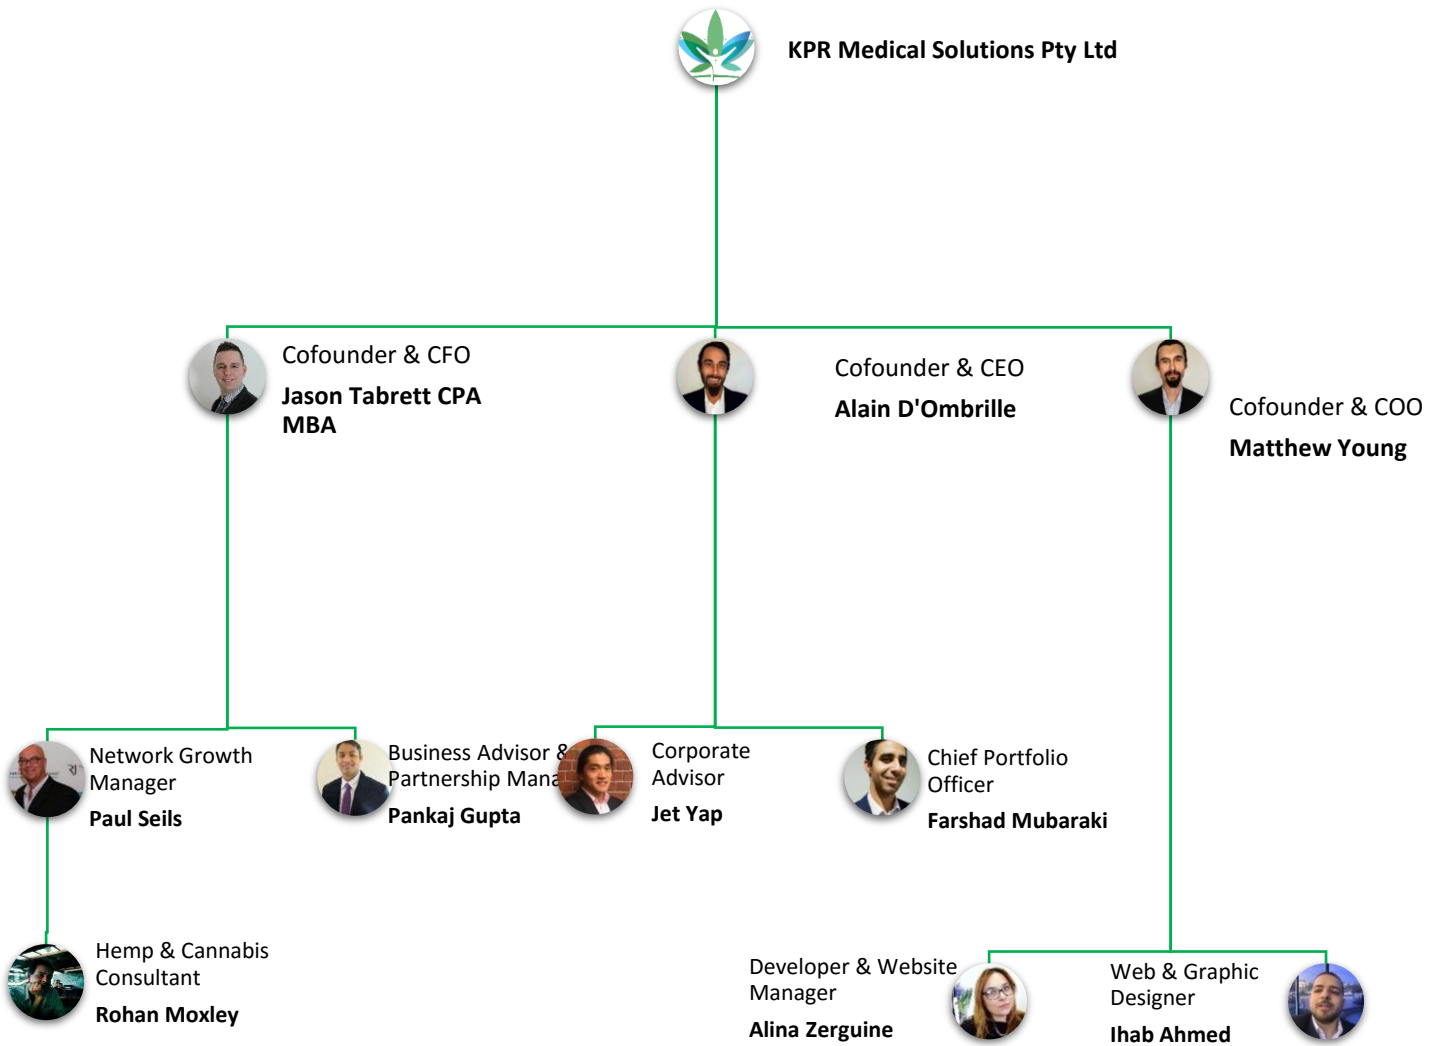 KPR Medical Solutions Pty Ltd
Cofounder & CFO
Jason Tabrett CPA
MBA
Cofounder & CEO
Alain D'Ombrille
Cofounder & COO
Matthew Young
Network Growth
Manager
Paul Seils
Business Advisor &
Partnership Mana
Pankaj Gupta
Corporate
Advisor
Jet Yap
Chief Portfolio
Officer
Farshad Mubaraki
Hemp & Cannabis
Consultant
Rohan Moxley
Developer & Website
Manager
Alina Zerguine
Web & Graphic
Designer
Ihab Ahmed